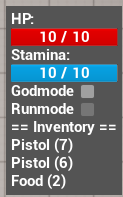 HP:
10 / 10
Stamina:
10 / 10
Godmode
Runmode
== Inventory ==
Pistol (7)
Pistol (6)
Food (2)